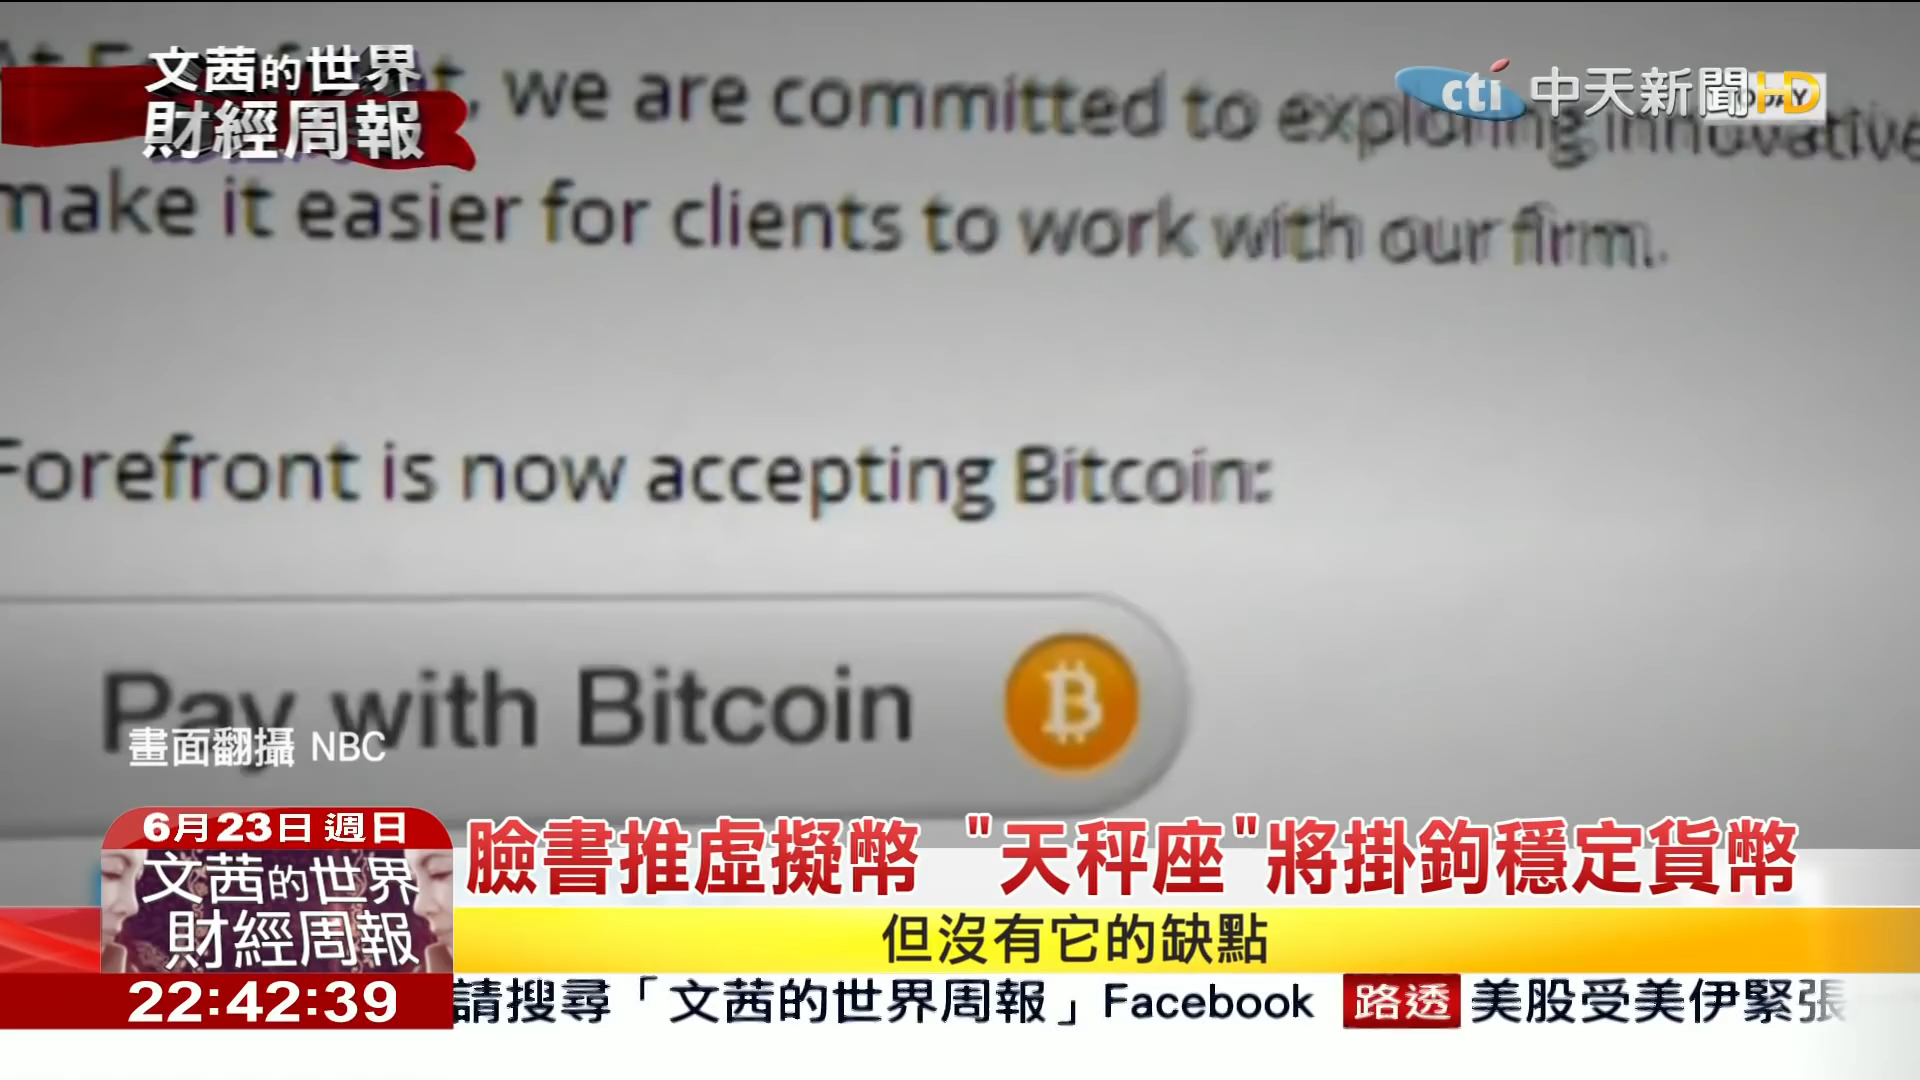 文茜的世界
財經周報
cti 中天新聞HD
, we are committed to exploring innovative
make it easier for clients to work with our firm.
Forefront is now accepting Bitcoin:
Pay with Bitcoin
畫面翻攝 NBC
6月23日 週日
臉書推虛擬幣 "天秤座"將掛鉤穩定貨幣
文茜的世界
財經周報
但沒有它的缺點
22:42:39
請搜尋「文茜的世界周報」Facebook 路透 美股受美伊緊張